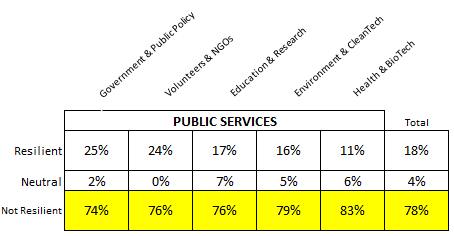 Government & Public Policy
Volunteers & NGOs
Education & Research
Environment & CleanTech
Health & BioTech
PUBLIC SERVICES Total
Resilient 25% 24% 17% 16% 11% 18%
Neutral 2% 0% 7% 5% 6% 4%
Not Resilient 74% 76% 76% 79% 83% 78%